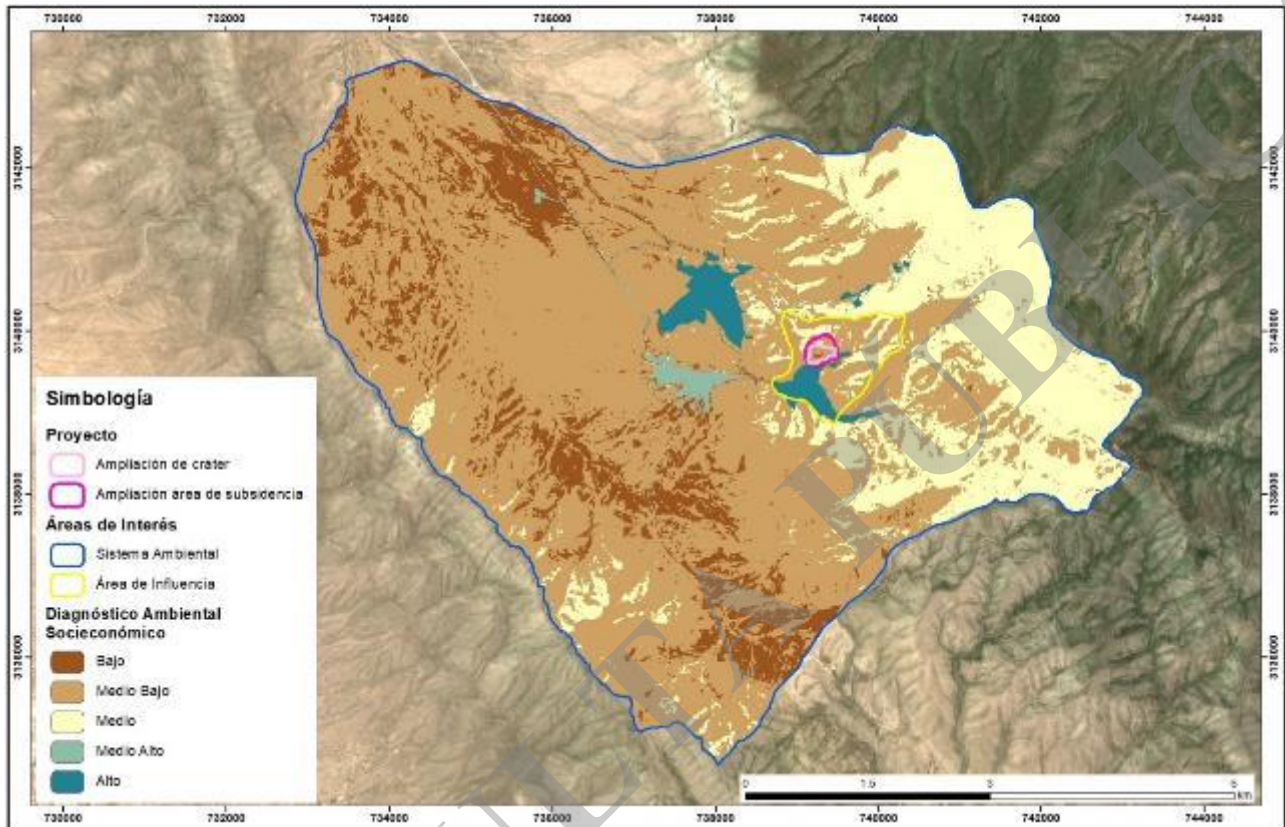 730000 732000 734000 736000 738000 740000 742000 744000
3142000 3142000
3140000 3140000
3138000
3136000
Simbología
Proyecto
Ampliación de cráter
Ampliación área de subsidencia
Áreas de Interés
Sistema Ambiental
Área de Influencia
Diagnóstico Ambiental
Socieconómico
Bajo
Medio Bajo
Medio
Medio Alto
Alto
0 1.5 3 6
km
730000 732000 734000 736000 738000 740000 742000 744000